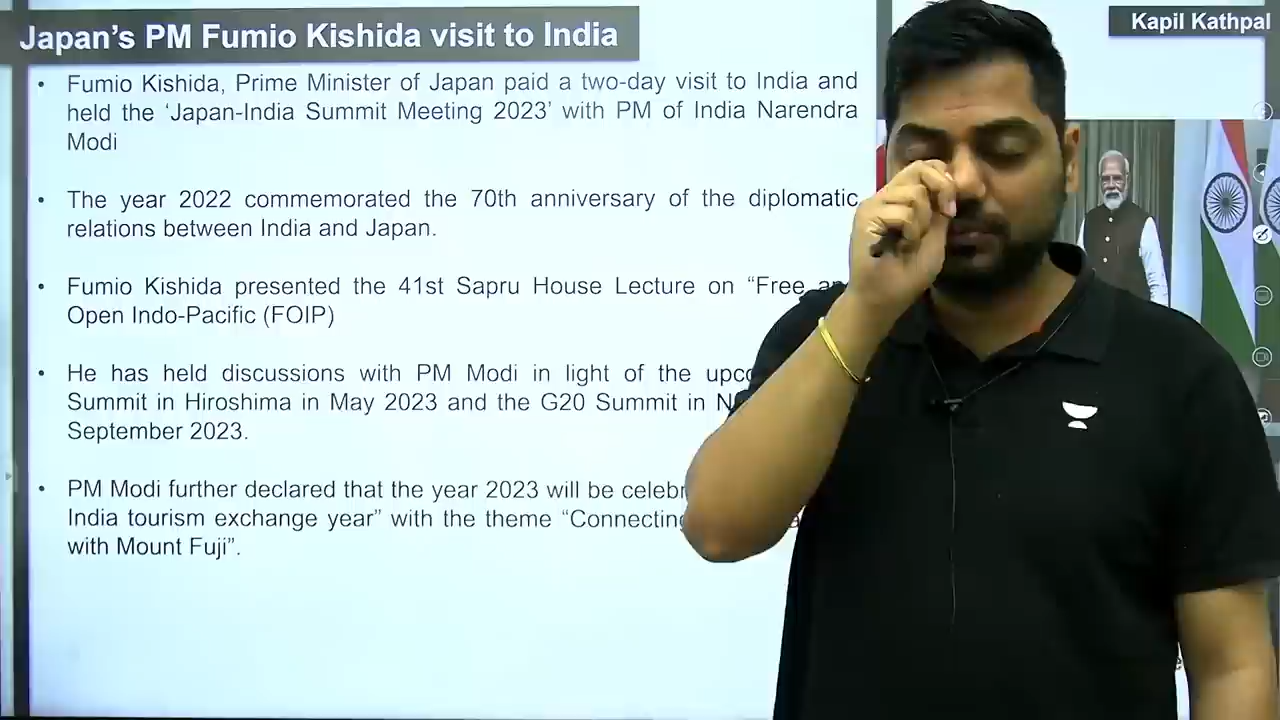 Japan's PM Fumio Kishida visit to India
Kapil Kathpal
• Fumio Kishida, Prime Minister of Japan paid a two-day visit to India and
held the ‘Japan-India Summit Meeting 2023’ with PM of India Narendra
Modi
• The year 2022 commemorated the 70th anniversary of the diplomatic
relations between India and Japan.
• Fumio Kishida presented the 41st Sapru House Lecture on “Free
Open Indo-Pacific (FOIP)
• He has held discussions with PM Modi in light of the
Summit in Hiroshima in May 2023 and the G20 Summit in
September 2023.
• PM Modi further declared that the year 2023 will be
India tourism exchange year” with the theme “Connecting
with Mount Fuji”.